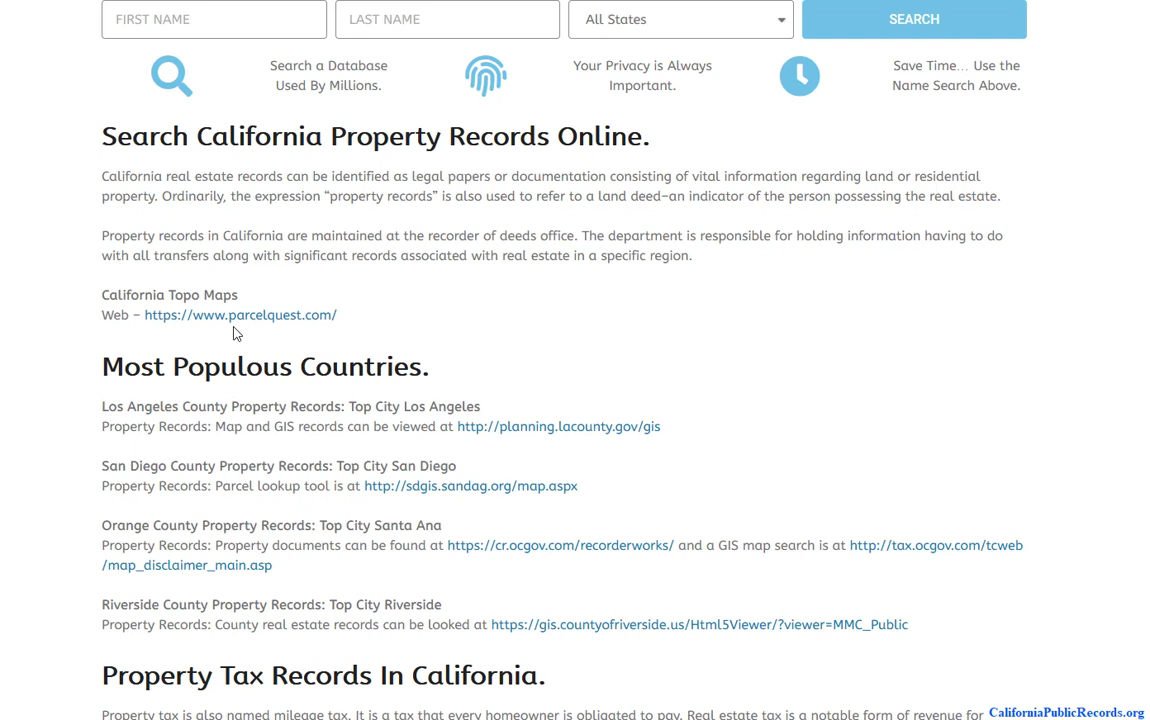 FIRST NAME
LAST NAME
All States
SEARCH
Search a Database
Used By Millions.
Your Privacy is Always
Important.
Save Time... Use the
Name Search Above.
Search California Property Records Online.
California real estate records can be identified as legal papers or documentation consisting of vital information regarding land or residential
property. Ordinarily, the expression “property records” is also used to refer to a land deed–an indicator of the person possessing the real estate.
Property records in California are maintained at the recorder of deeds office. The department is responsible for holding information having to do
with all transfers along with significant records associated with real estate in a specific region.
California Topo Maps
Web – https://www.parcelquest.com/
Most Populous Countries.
Los Angeles County Property Records: Top City Los Angeles
Property Records: Map and GIS records can be viewed at http://planning.lacounty.gov/gis
San Diego County Property Records: Top City San Diego
Property Records: Parcel lookup tool is at http://sdgis.sandag.org/map.aspx
Orange County Property Records: Top City Santa Ana
Property Records: Property documents can be found at https://cr.ocgov.com/recorderworks/ and a GIS map search is at http://tax.ocgov.com/tcweb
/map_disclaimer_main.asp
Riverside County Property Records: Top City Riverside
Property Records: County real estate records can be looked at https://gis.countyofriverside.us/Html5Viewer/?viewer=MMC_Public
Property Tax Records In California.
Property tax is also named mileage tax. It is a tax that every homeowner is obligated to pay. Real estate tax is a notable form of revenue for
CaliforniaPublicRecords.org